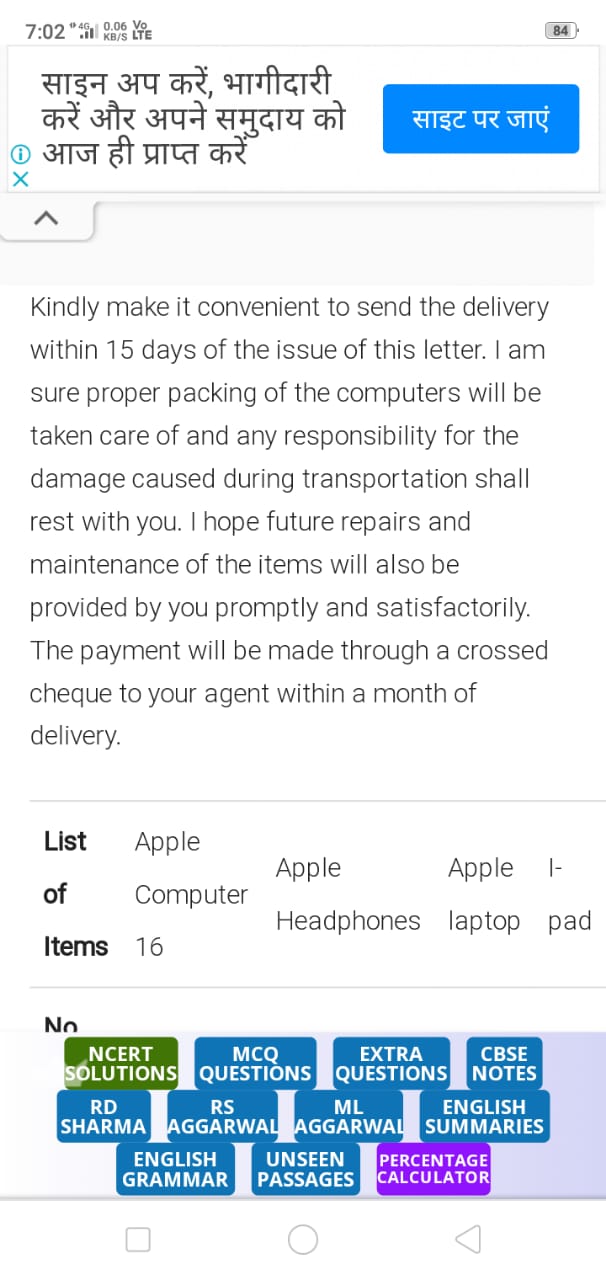 7:02 4G 0.06 KB/S Vo LTE 84
साइन अप करें, भागीदारी
करें और अपने समुदाय को
आज ही प्राप्त करें
साइट पर जाएं
Kindly make it convenient to send the delivery
within 15 days of the issue of this letter. I am
sure proper packing of the computers will be
taken care of and any responsibility for the
damage caused during transportation shall
rest with you. I hope future repairs and
maintenance of the items will also be
provided by you promptly and satisfactorily.
The payment will be made through a crossed
cheque to your agent within a month of
delivery.
List of Items
Apple Computer 16
Apple Headphones
Apple laptop
I-pad
No
NCERT SOLUTIONS
MCQ QUESTIONS
EXTRA QUESTIONS
CBSE NOTES
RD SHARMA
RS AGGARWAL
ML AGGARWAL
ENGLISH SUMMARIES
ENGLISH GRAMMAR
UNSEEN PASSAGES
PERCENTAGE CALCULATOR